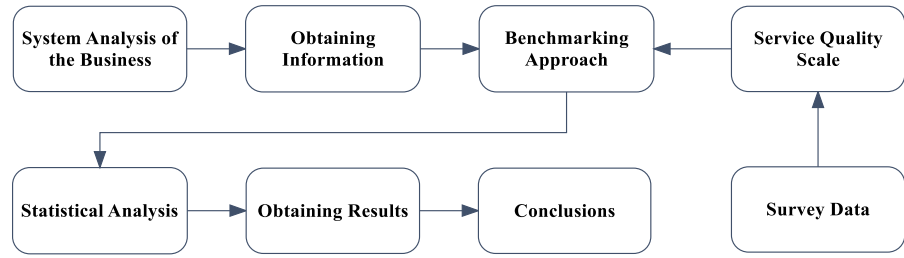 System Analysis of
the Business
Obtaining
Information
Benchmarking
Approach
Service Quality
Scale
Statistical Analysis
Obtaining Results
Conclusions
Survey Data